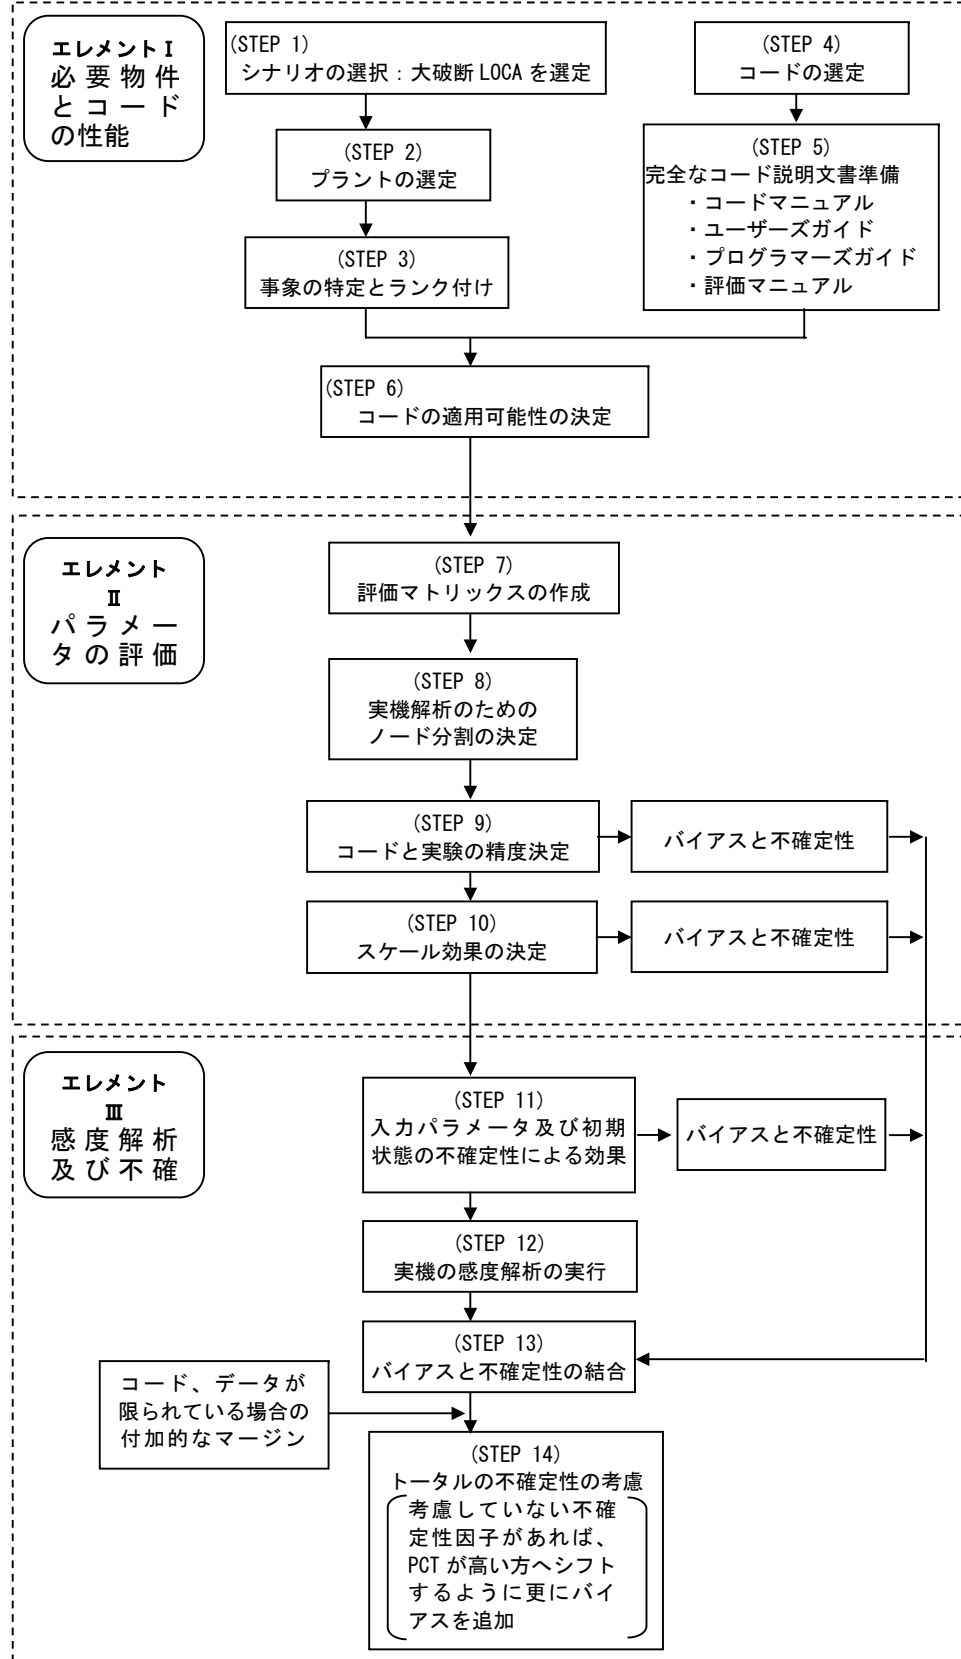 エレメントⅠ
必要物件
とコード
の性能
(STEP 1)
シナリオの選択：大破断 LOCA を選定
(STEP 2)
プラントの選定
(STEP 3)
事象の特定とランク付け
(STEP 4)
コードの選定
(STEP 5)
完全なコード説明文書準備
・コードマニュアル
・ユーザーズガイド
・プログラマーズガイド
・評価マニュアル
(STEP 6)
コードの適用可能性の決定
エレメント
Ⅱ
パラメー
タの評価
(STEP 7)
評価マトリックスの作成
(STEP 8)
実機解析のための
ノード分割の決定
(STEP 9)
コードと実験の精度決定
バイアスと不確定性
(STEP 10)
スケール効果の決定
バイアスと不確定性
エレメント
Ⅲ
感度解析
及び不確
(STEP 11)
入力パラメータ及び初期
状態の不確定性による効果
バイアスと不確定性
(STEP 12)
実機の感度解析の実行
(STEP 13)
バイアスと不確定性の結合
コード、データが
限られている場合の
付加的なマージン
(STEP 14)
トータルの不確定性の考慮
考慮していない不確
定性因子があれば、
PCT が高い方へシフト
するように更にバイ
アスを追加